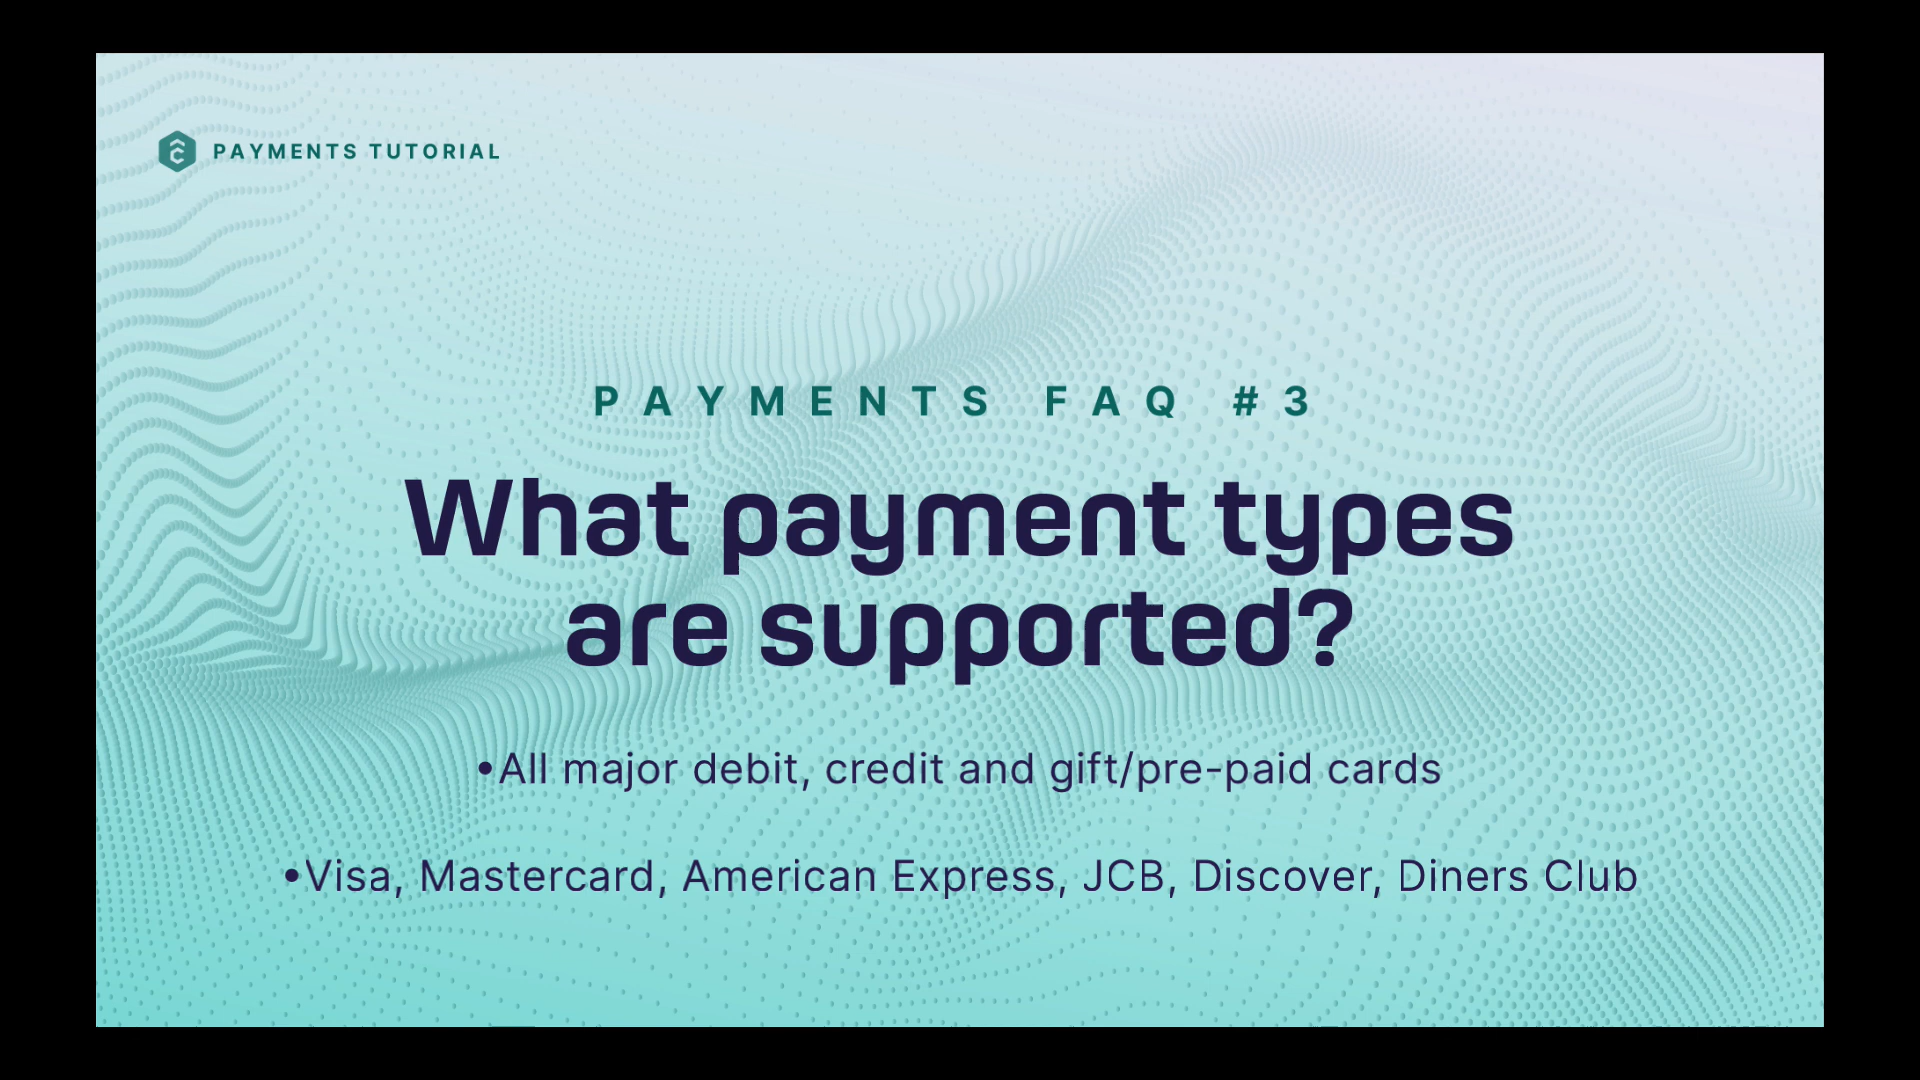 PAYMENTS TUTORIAL
PAYMENTS FAQ #3
What payment types
are supported?
•All major debit, credit and gift/pre-paid cards
•Visa, Mastercard, American Express, JCB, Discover, Diners Club